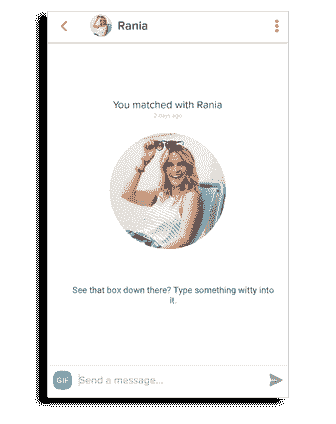 Rania
You matched with Rania
2 days ago
See that box down there? Type something witty into
it.
GIF
Send a message...